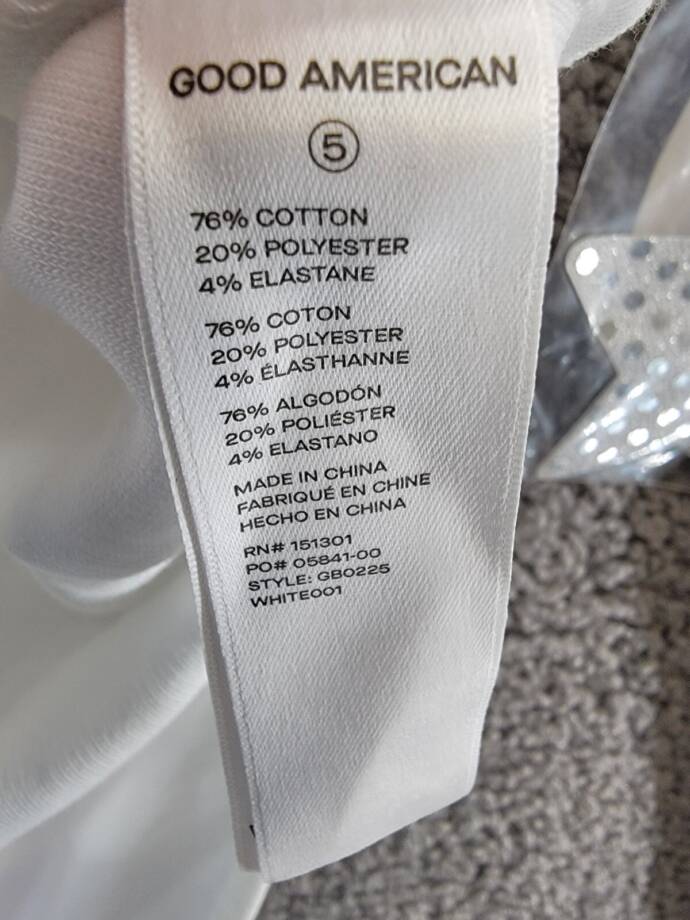 GOOD AMERICAN
5
76% COTTON
20% POLYESTER
4% ELASTANE
76% COTON
20% POLYESTER
4% ÉLASTHANNE
76% ALGODÓN
20% POLIÉSTER
4% ELASTANO
MADE IN CHINA
FABRIQUÉ EN CHINE
HECHO EN CHINA
RN# 151301
PO# 05841-00
STYLE: GB0225
WHITE001